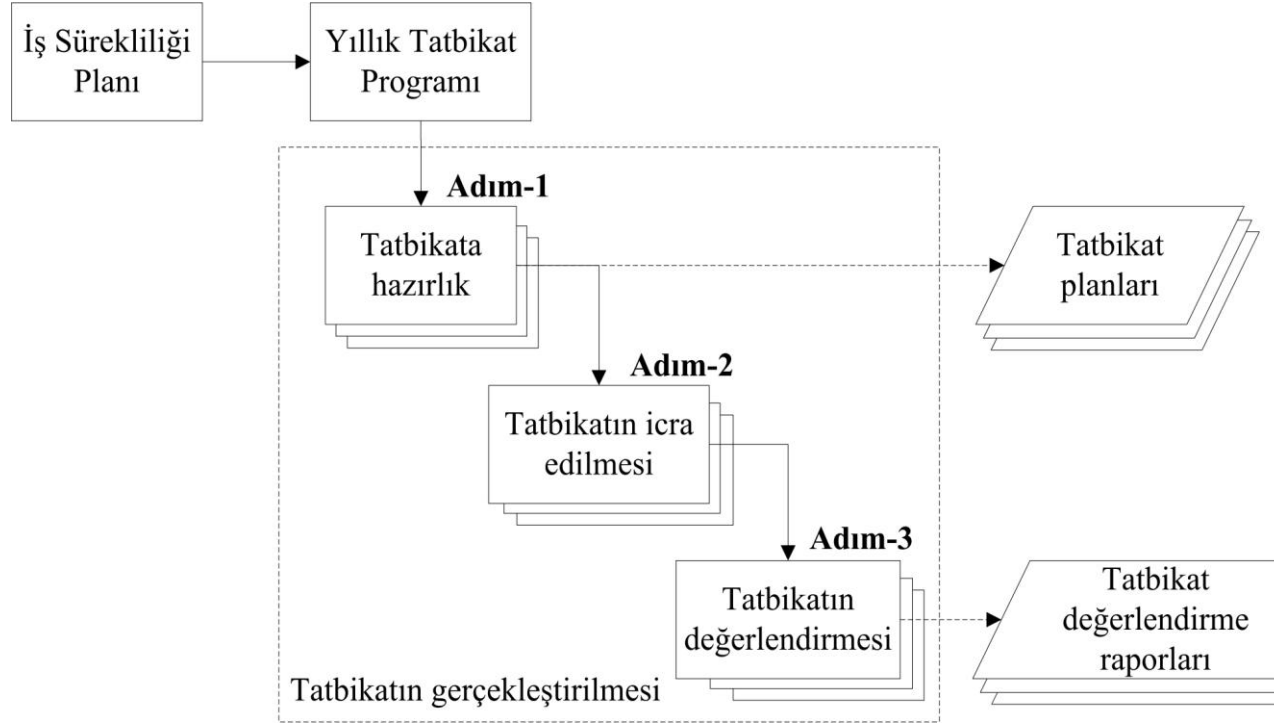 İş Sürekliliği
Planı
Yıllık Tatbikat
Programı
Adım-1
Tatbikata
hazırlık
Tatbikat
planları
Adım-2
Tatbikatın icra
edilmesi
Adım-3
Tatbikatın
değerlendirmesi
Tatbikat
değerlendirme
raporları
Tatbikatın gerçekleştirilmesi